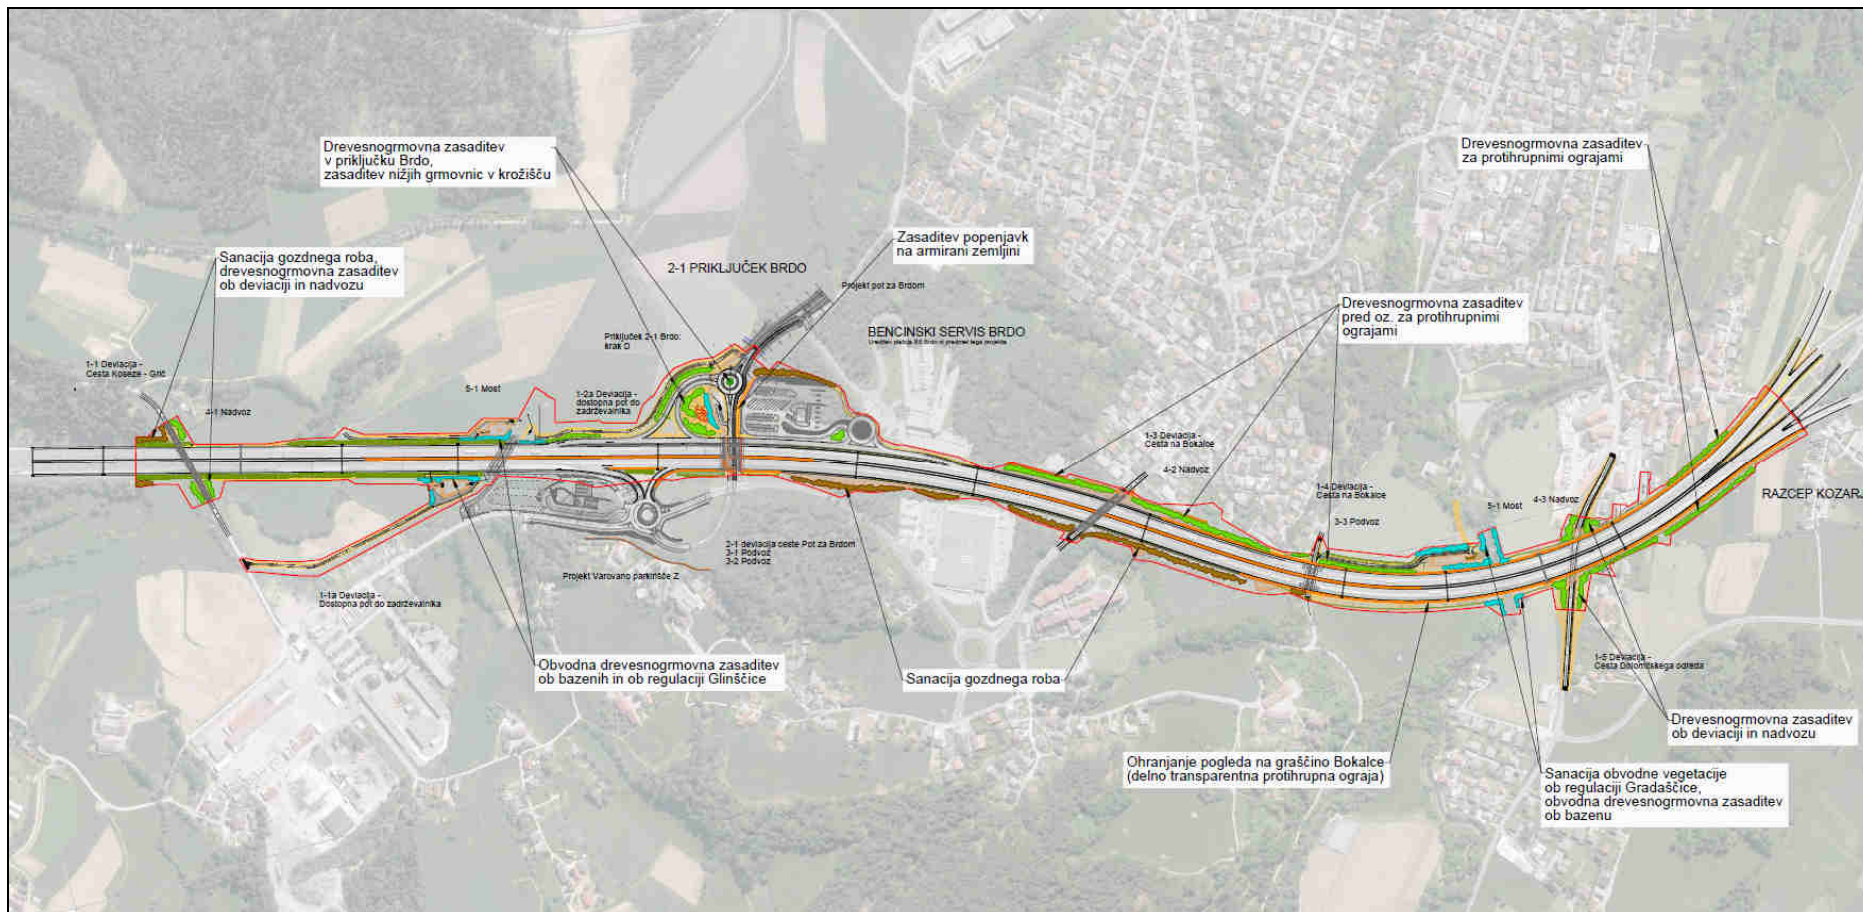 Drevesnogrmovna zasaditev
v priključku Brdo,
zasaditev nižjih grmovnic v krožišču
Drevesnogrmovna zasaditev
za protihrupnimi ograjami
Sanacija gozdnega roba,
drevesnogrmovna zasaditev
ob deviaciji in nadvozu
Zasaditev popenjavk
na armirani zemljini
2-1 PRIKLJUČEK BRDO
Projekt pot za Brdom
Drevesnogrmovna zasaditev
pred oz. za protihrupnimi
ograjami
BENCINSKI SERVIS BRDO
Priključek 2-1 Brdo:
krak D
1-1 Deviacija -
Cesta Koseze - Grič
5-1 Most
1-2a Deviacija -
dostopna pot do
zadrževalnika
4-1 Nadvoz
1-3 Deviacija -
Cesta na Bokalce
4-2 Nadvoz
1-4 Deviacija -
Cesta na Bokalce
3-3 Podvoz
5-1 Most
4-3 Nadvoz
RAZCEP KOZARJ
2-1 deviacija ceste Pot za Brdom
3-1 Podvoz
3-2 Podvoz
Projekt Varovano parkirišče Z
1-1a Deviacija -
Dostopna pot do zadrževalnika
Obvodna drevesnogrmovna zasaditev
ob bazenih in ob regulaciji Glinščice
Sanacija gozdnega roba
1-5 Deviacija -
Cesta Dolomitskega odreda
Drevesnogrmovna zasaditev
ob deviaciji in nadvozu
Ohranjanje pogleda na graščino Bokalce
(delno transparentna protihrupna ograja)
Sanacija obvodne vegetacije
ob regulaciji Gradaščice,
obvodna drevesnogrmovna zasaditev
ob bazenu